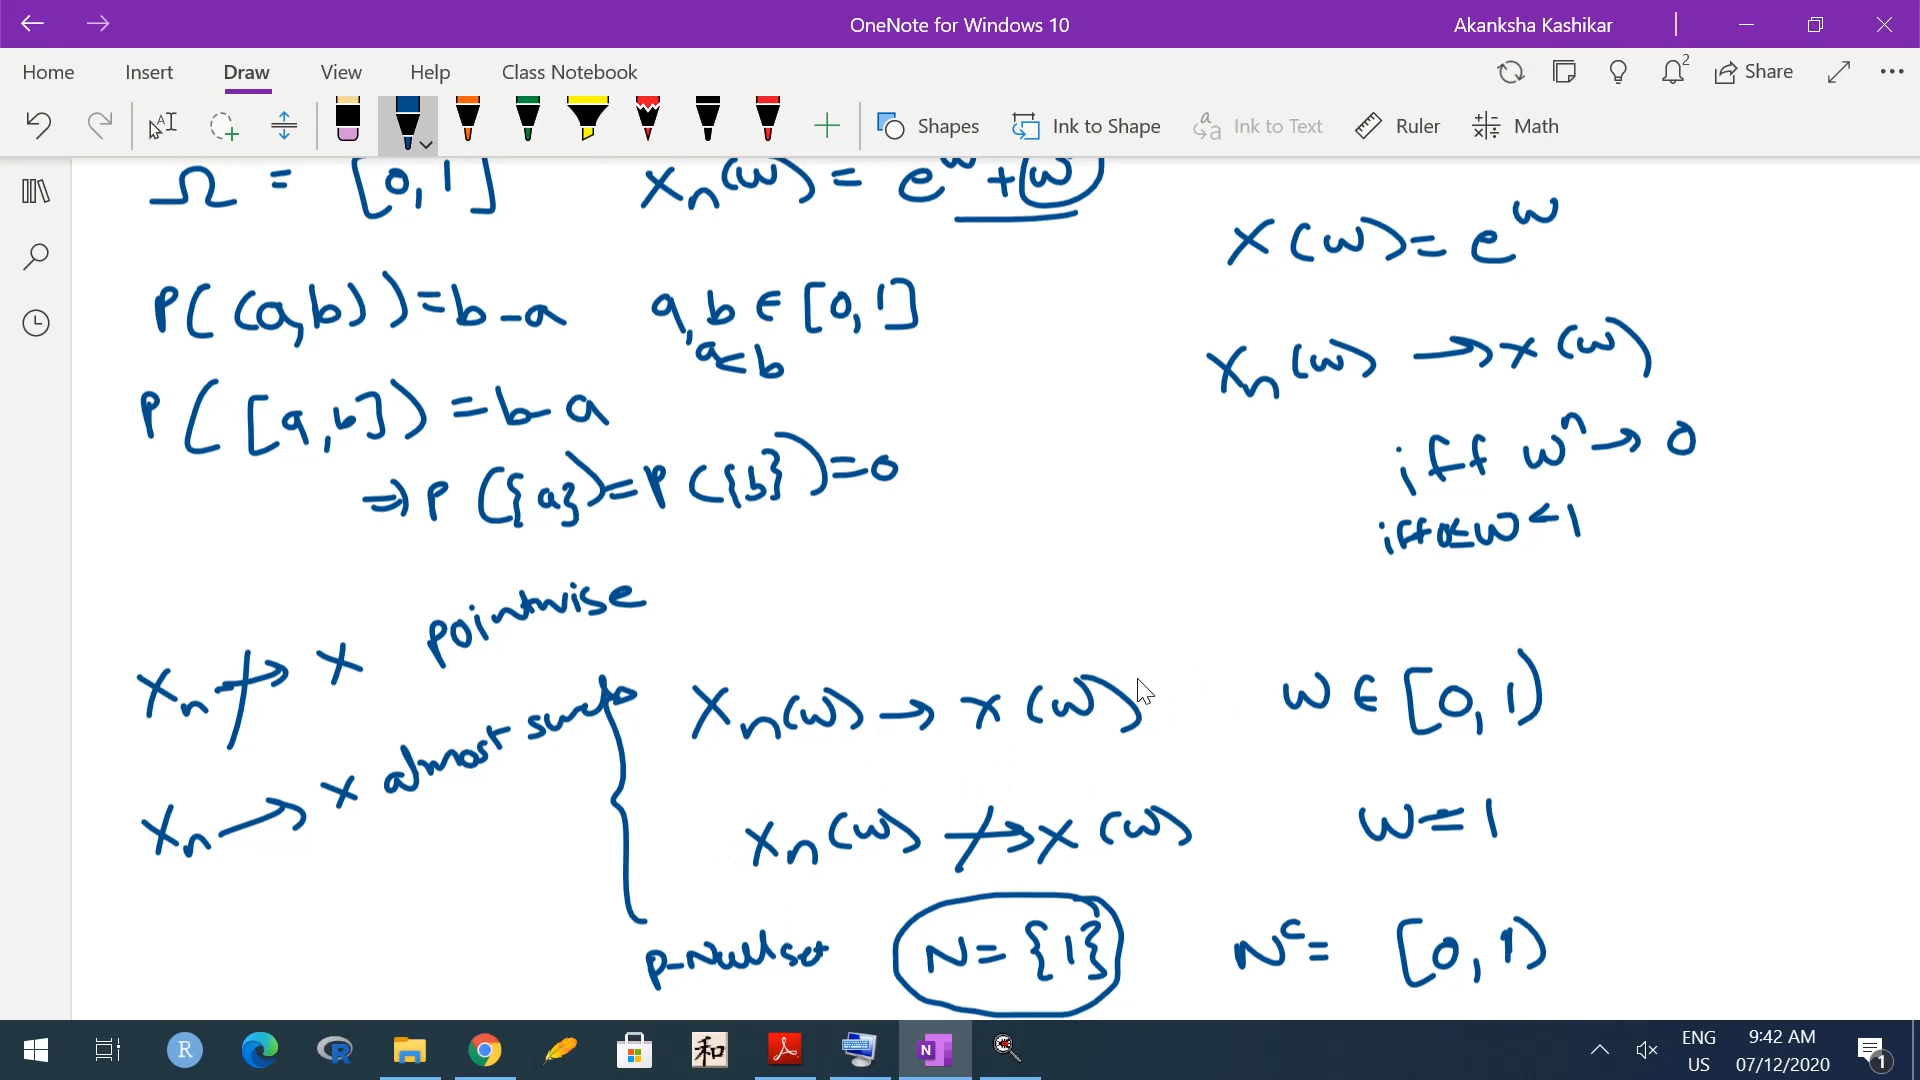 OneNote for Windows 10
Akanksha Kashikar
Home Insert Draw View Help Class Notebook
2
Share
Shapes Ink to Shape Ink to Text Ruler Math
Ω = [0,1] Xn(ω) = e^ω + ω^n
X(ω) = e^ω
P((a,b)) = b-a a,b ∈ [0,1]
a<b
Xn(ω) → X(ω)
P([a,b]) = b-a
iff ω^n → 0
⇒ P({a}) = P({b}) = 0
iff 0≤ω<1
Xn ↛ X pointwise
Xn(ω) → X(ω) ω ∈ [0,1)
Xn → X almost surely
Xn(ω) ↛ X(ω) ω = 1
P-Null set N = {1} N^c = [0,1)
ENG
US
9:42 AM
07/12/2020
1